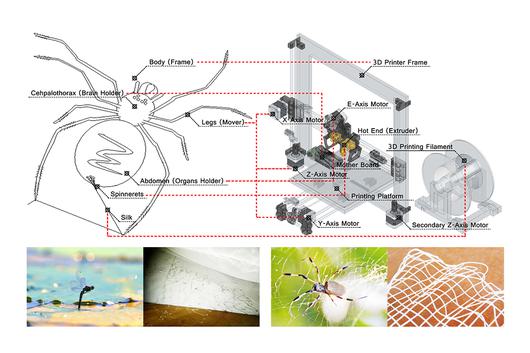 Body (Frame)
3D Printer Frame
Cehpalothorax (Brain Holder)
E-Axis Motor
Legs (Mover)
X-Axis Motor
Hot End (Extruder)
3D Printing Filament
Mother Board
Z-Axis Motor
Abdomen (Organs Holder)
Spinnerets
Printing Platform
Silk
Y-Axis Motor
Secondary Z-Axis Motor